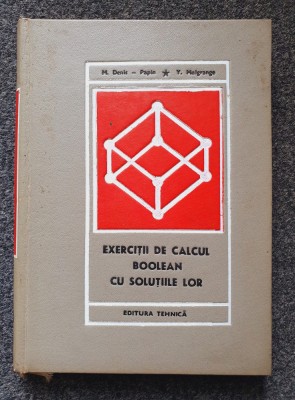 M. Denis - Papin ★ Y. Malgrange
EXERCIȚII DE CALCUL
BOOLEAN
CU SOLUȚIILE LOR
EDITURA TEHNICĂ